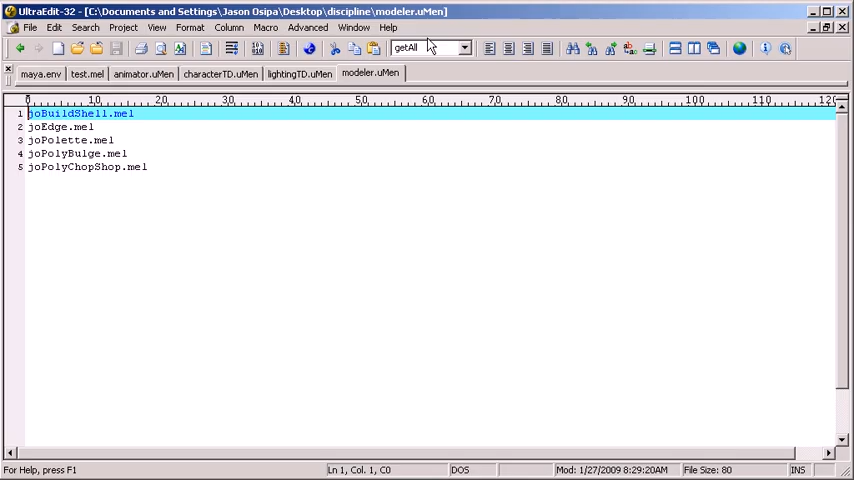 UltraEdit-32 - [C:\Documents and Settings\Jason Osipa\Desktop\discipline\modeler.uMen]
File Edit Search Project View Format Column Macro Advanced Window Help
getAll
maya.env test.mel animator.uMen characterTD.uMen lightingTD.uMen modeler.uMen
0 10 20 30 40 50 60 70 80 90 100 110 120
1 joBuildShell.mel
2 joEdge.mel
3 joPolette.mel
4 joPolyBulge.mel
5 joPolyChopShop.mel
For Help, press F1 Ln 1, Col. 1, C0 DOS Mod: 1/27/2009 8:29:20AM File Size: 80 INS